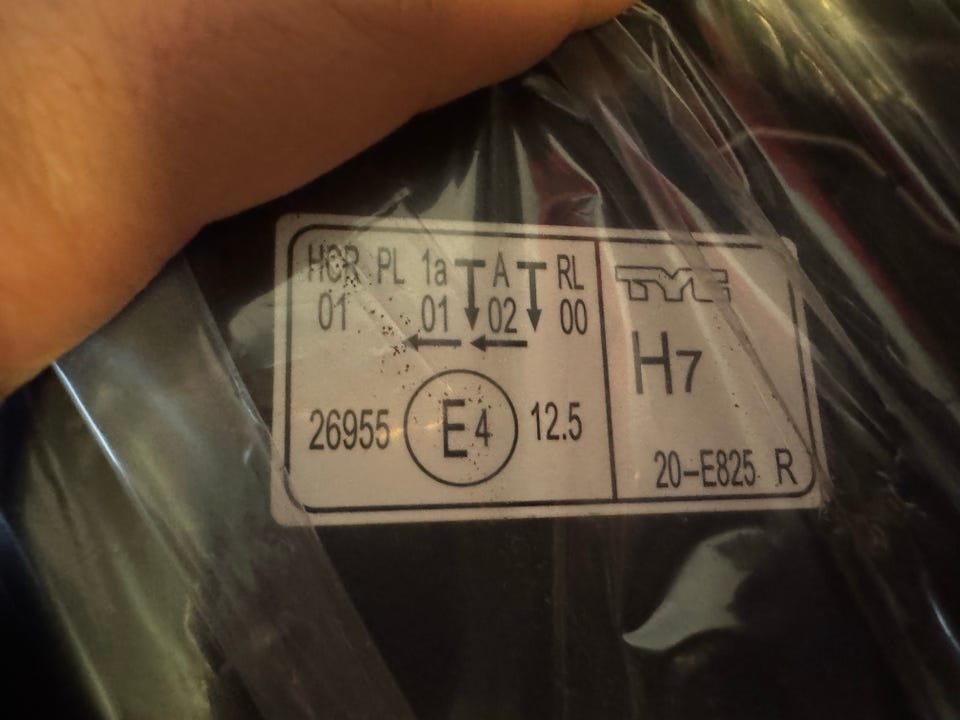 HCR PL 1a A RL
01 01 02 00
26955 E4 12.5
TYC
H7
20-E825 R